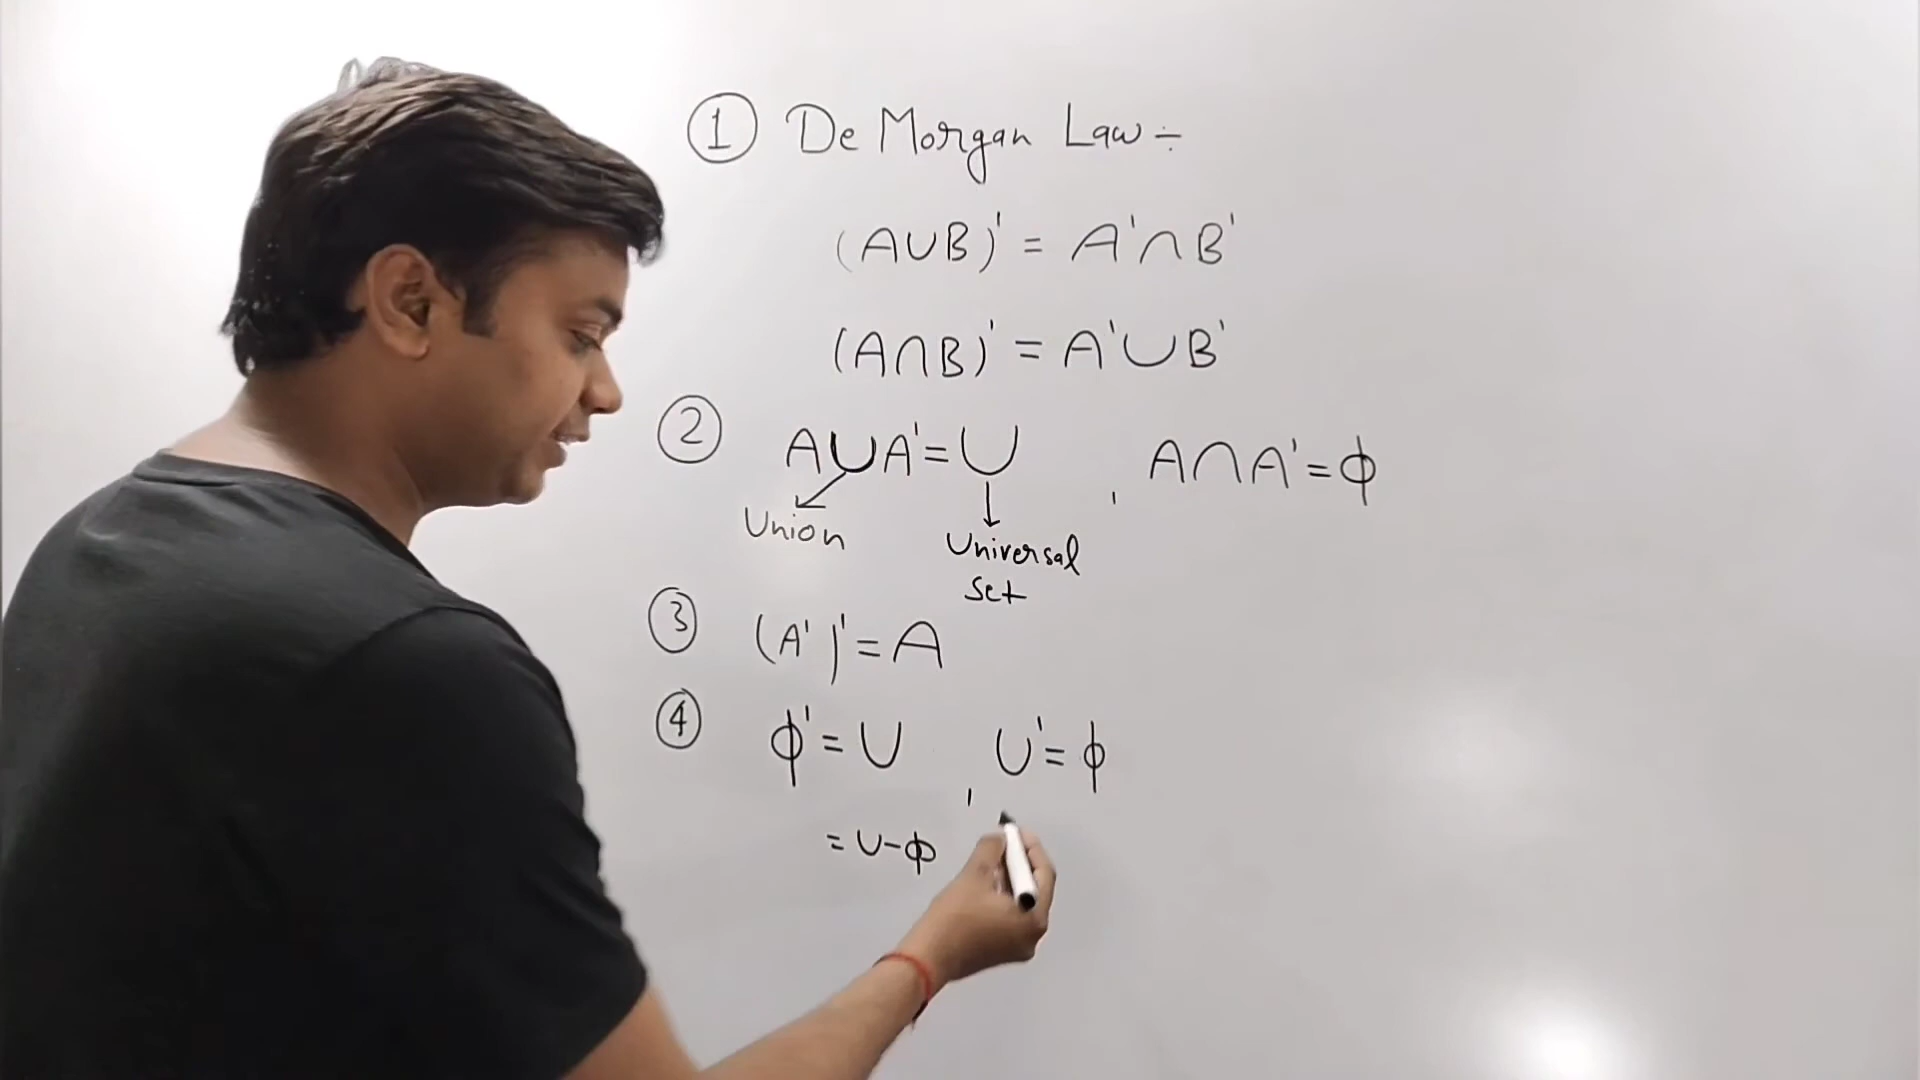 ① De Morgan Law ÷
(A∪B)' = A'∩B'
(A∩B)' = A'∪B'
② A∪A' = U , A∩A' = ϕ
Union Universal
Set
③ (A')' = A
④ ϕ' = U , U' = ϕ
= U-ϕ